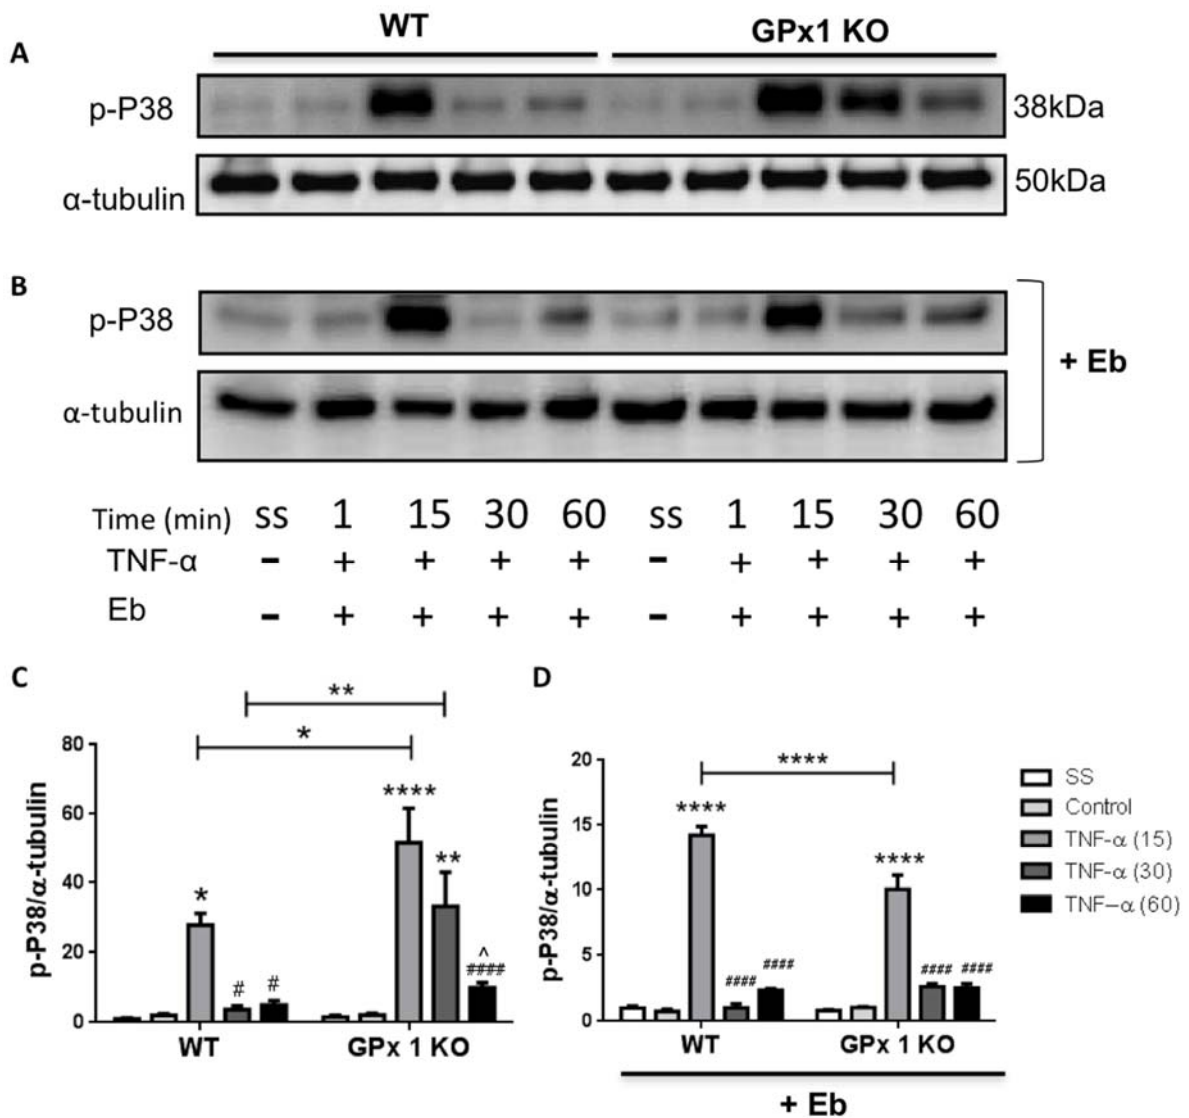 WT GPx1 KO
A
p-P38 38kDa
α-tubulin 50kDa
B
p-P38
+ Eb
α-tubulin
Time (min) ss 1 15 30 60 ss 1 15 30 60
TNF-α - + + + + - + + + +
Eb - + + + + - + + + +
C
**
*
80
60
40
20
0
p-P38/α-tubulin
*
#
#
****
**
^
####
WT GPx 1 KO
D
****
20
15
10
5
0
p-P38/α-tubulin
****
####
####
****
####
####
WT GPx 1 KO
+ Eb
SS
Control
TNF-α (15)
TNF-α (30)
TNF–α (60)